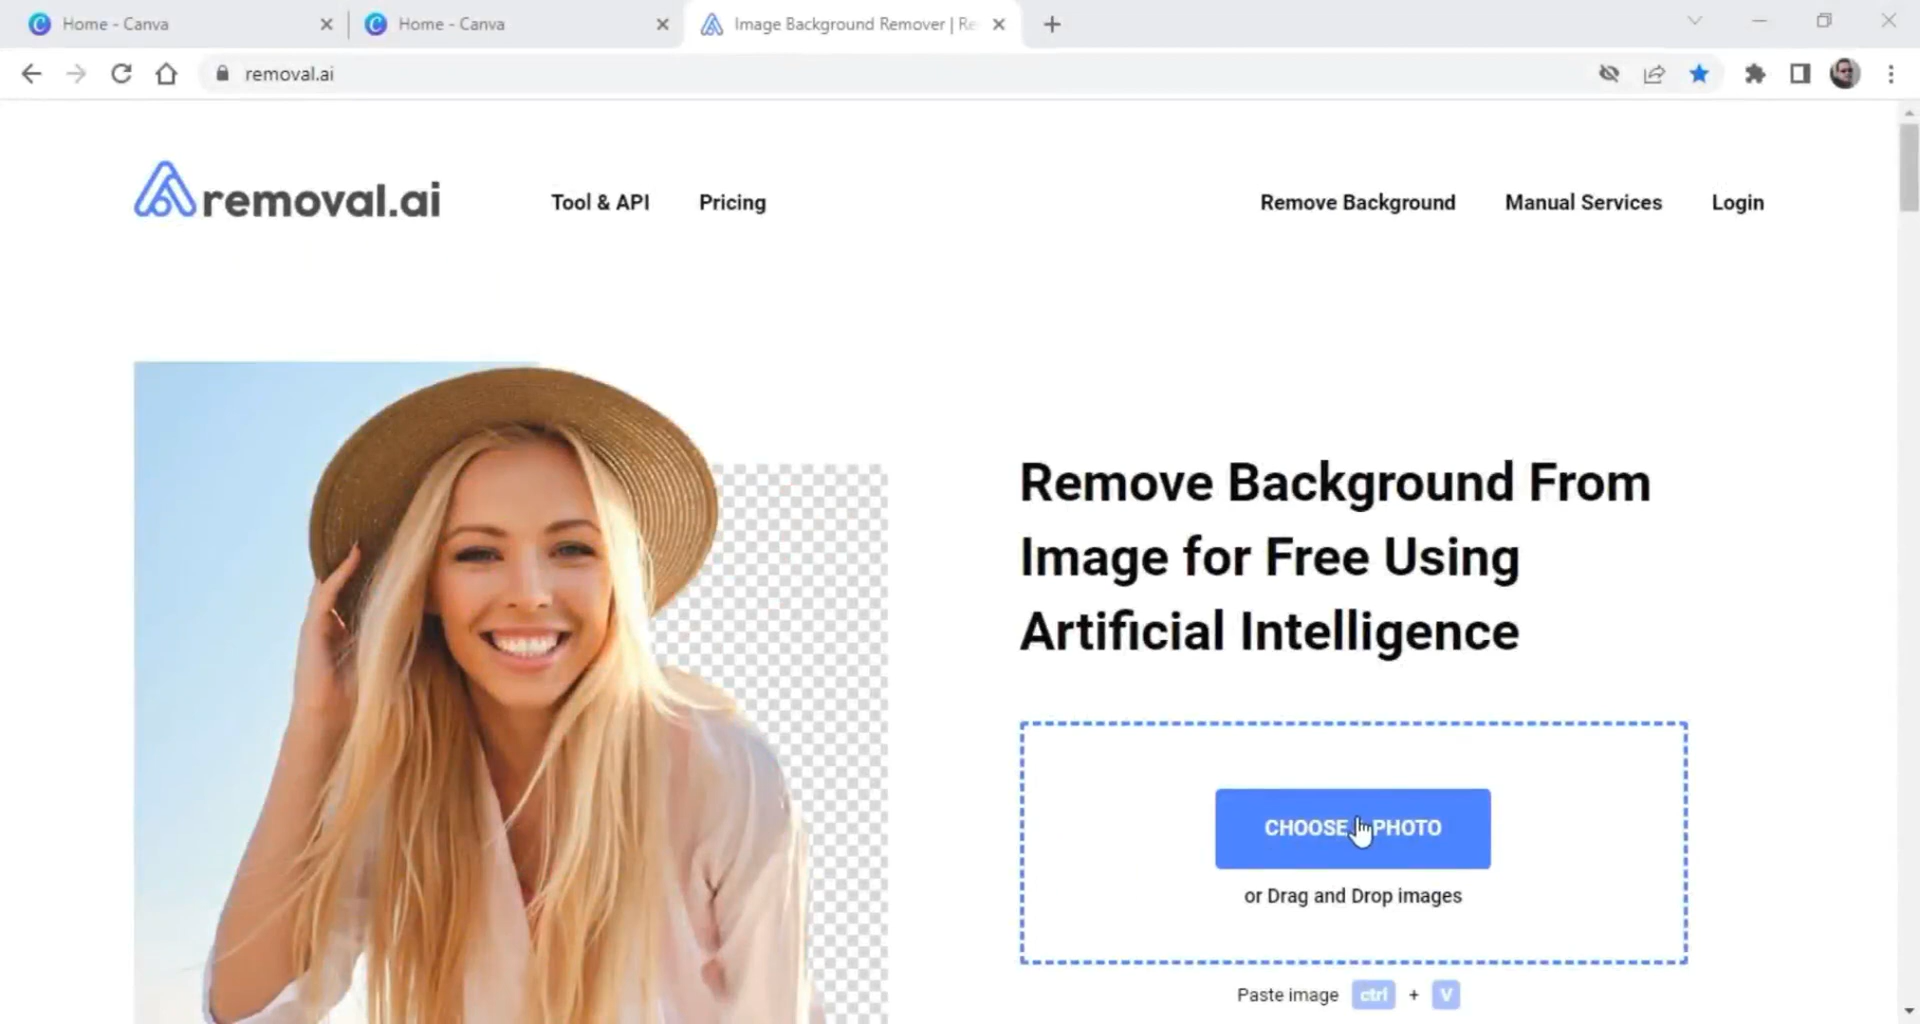 Home - Canva
Home - Canva
Image Background Remover | Re
removal.ai
removal.ai
Tool & API
Pricing
Remove Background
Manual Services
Login
Remove Background From
Image for Free Using
Artificial Intelligence
CHOOSE PHOTO
or Drag and Drop images
Paste image ctrl + V